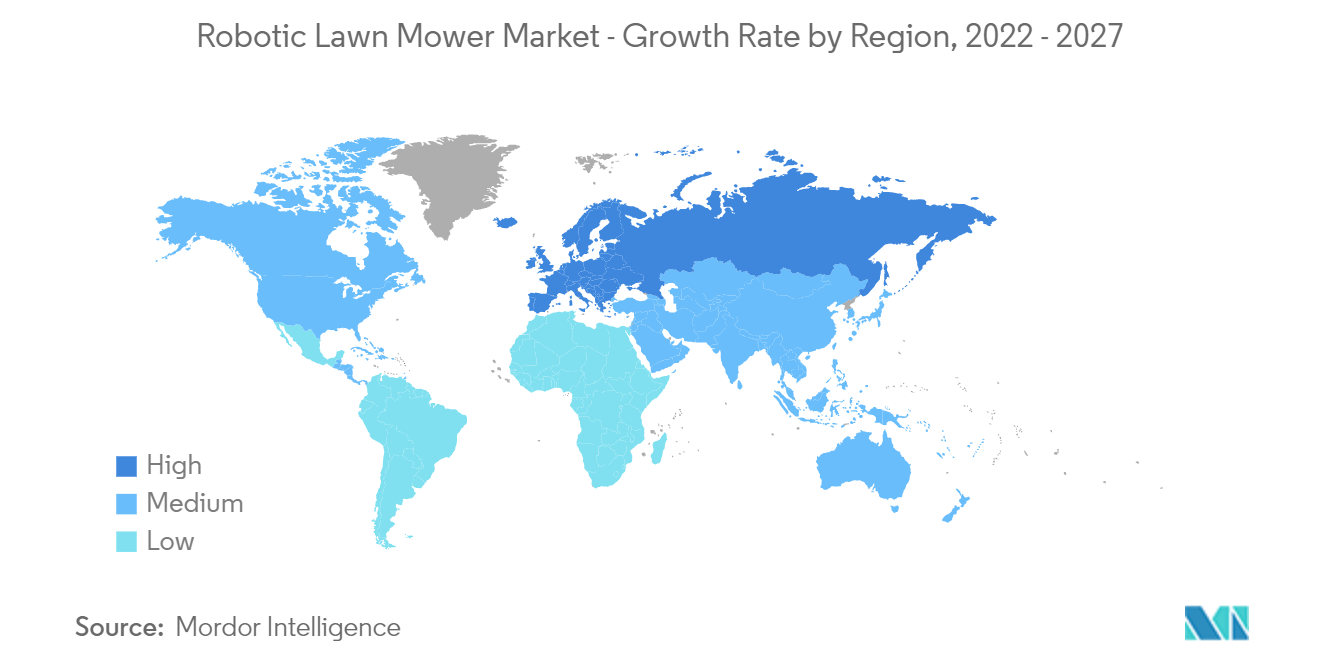 Robotic Lawn Mower Market - Growth Rate by Region, 2022 - 2027
High
Medium
Low
Source: Mordor Intelligence